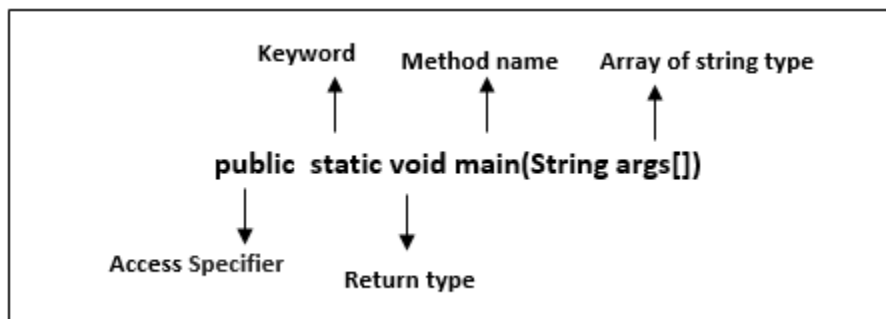 Keyword
Method name
Array of string type
public static void main(String args[])
Access Specifier
Return type